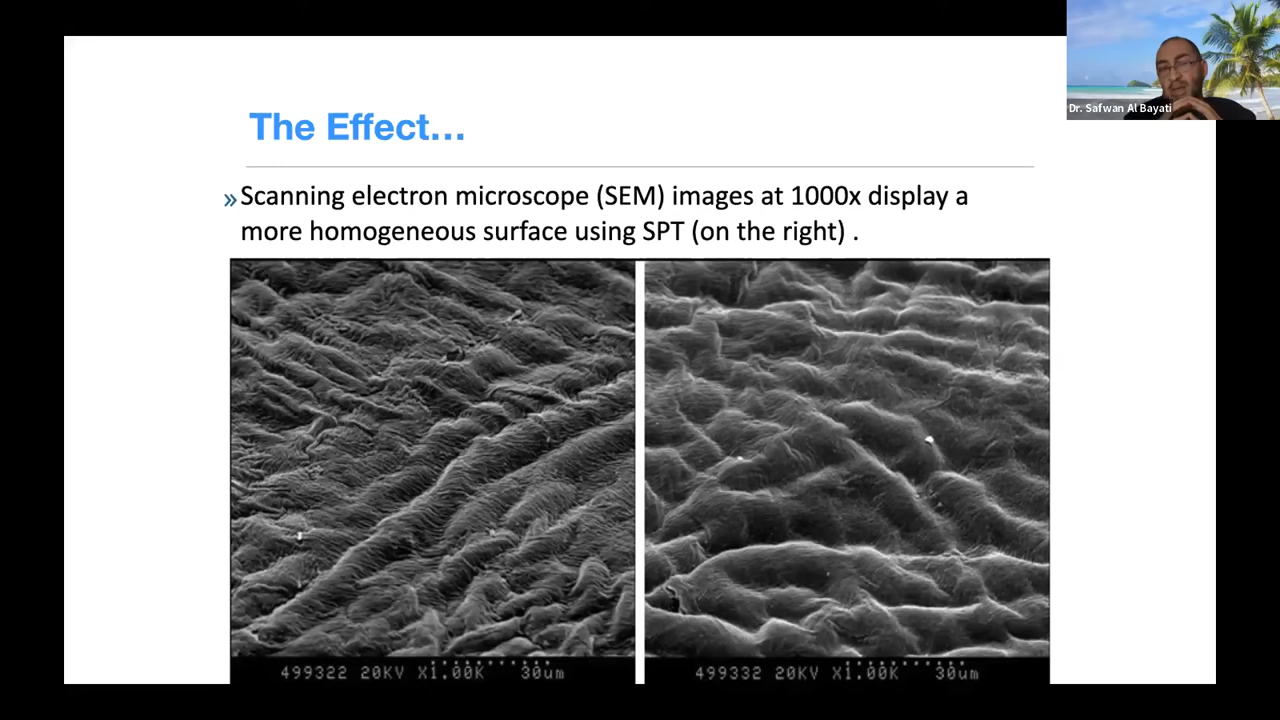 Dr. Safwan Al Bayati
The Effect...
» Scanning electron microscope (SEM) images at 1000x display a
more homogeneous surface using SPT (on the right) .
499322 20KV X1.00K 30um
499332 20KV X1.00K 30um